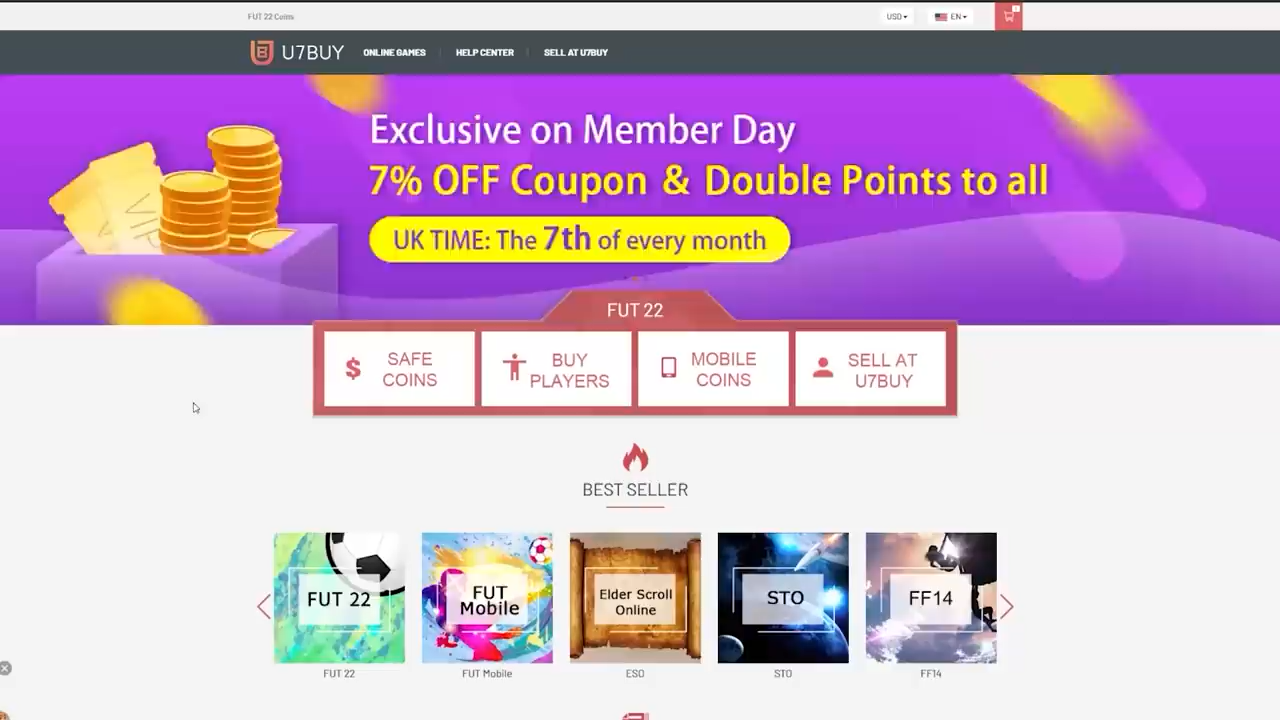 FUT 22 Coins
USD
EN
1
U7BUY
ONLINE GAMES
HELP CENTER
SELL AT U7BUY
Exclusive on Member Day
7% OFF Coupon & Double Points to all
UK TIME: The 7th of every month
FUT 22
SAFE
COINS
BUY
PLAYERS
MOBILE
COINS
SELL AT
U7BUY
BEST SELLER
FUT 22
FUT
Mobile
Elder Scroll
Online
STO
FF14
FUT 22
FUT Mobile
ESO
STO
FF14